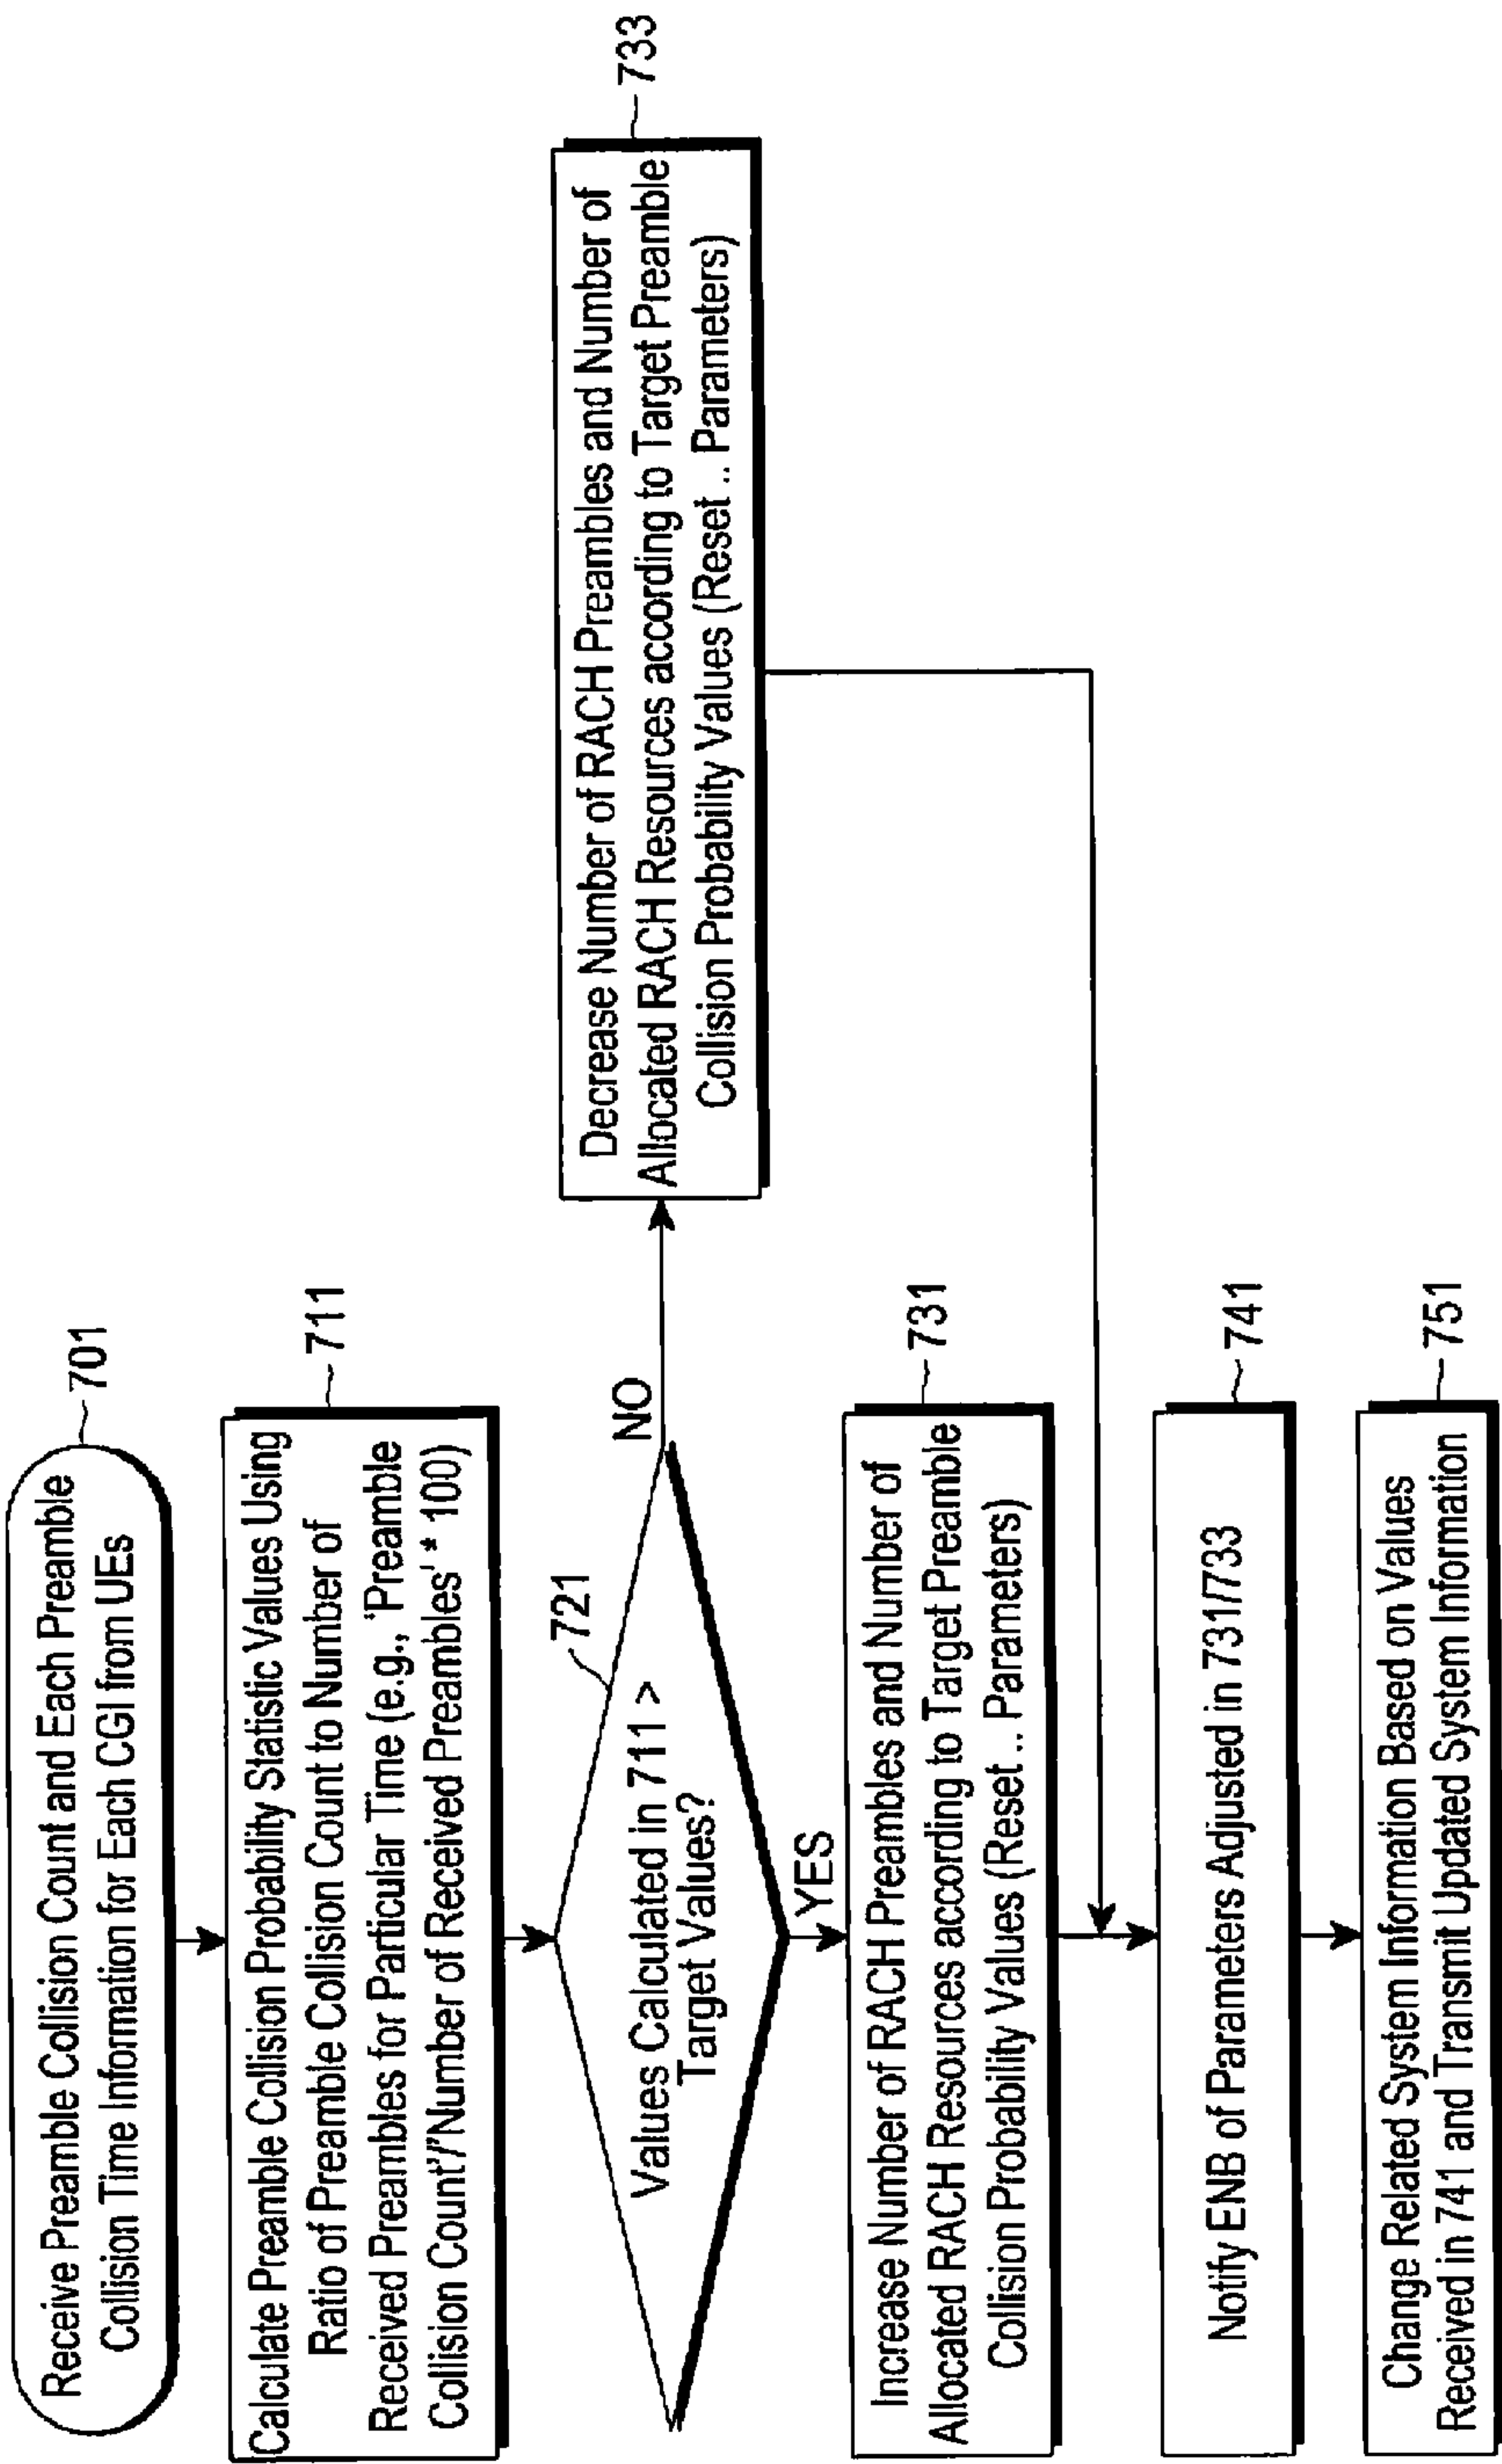 Receive Preamble Collision Count and Each Preamble
Collision Time Information for Each CGI from UEs
701
Calculate Preamble Collision Probability Statistic Values Using
Ratio of Preamble Collision Count to Number of
Received Preambles for Particular Time (e.g., 'Preamble
Collision Count'/'Number of Received Preambles' * 100)
711
Values Calculated in 711 >
Target Values?
721
NO
YES
Decrease Number of RACH Preambles and Number of
Allocated RACH Resources according to Target Preamble
Collision Probability Values (Reset .. Parameters)
733
Increase Number of RACH Preambles and Number of
Allocated RACH Resources according to Target Preamble
Collision Probability Values (Reset .. Parameters)
731
Notify ENB of Parameters Adjusted in 731/733
741
Change Related System Information Based on Values
Received in 741 and Transmit Updated System Information
751